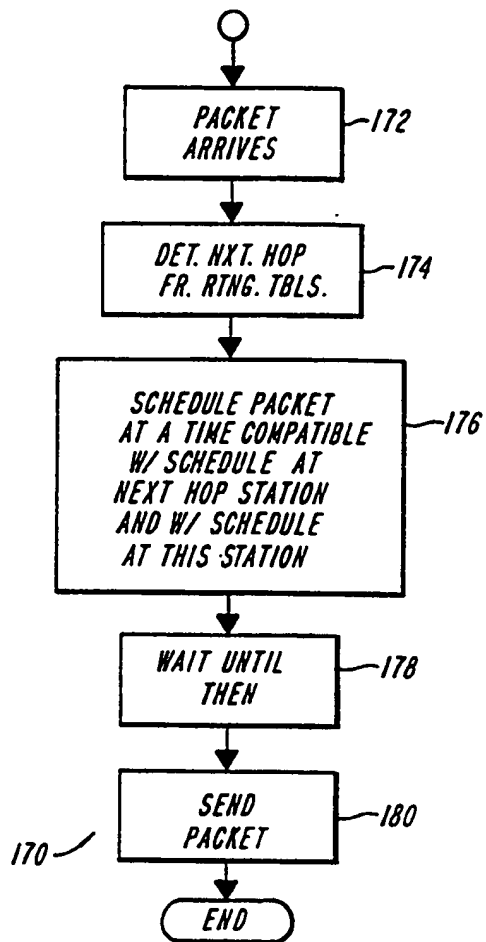 PACKET
ARRIVES
172
DET. NXT. HOP
FR. RTNG. TBLS.
174
SCHEDULE PACKET
AT A TIME COMPATIBLE
W/ SCHEDULE AT
NEXT HOP STATION
AND W/ SCHEDULE
AT THIS STATION
176
WAIT UNTIL
THEN
178
SEND
PACKET
180
170
END